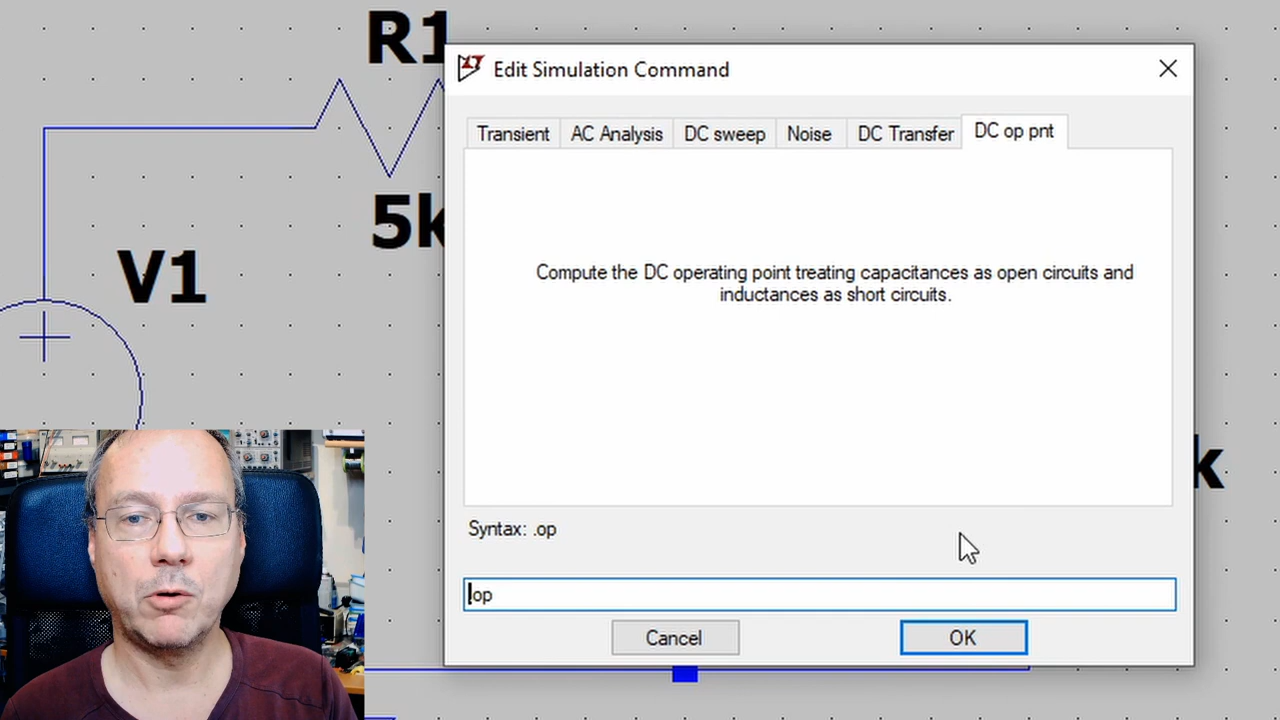 R1
Edit Simulation Command
Transient AC Analysis DC sweep Noise DC Transfer DC op pnt
Compute the DC operating point treating capacitances as open circuits and
inductances as short circuits.
5k
V1
k
Syntax: .op
.op
Cancel OK